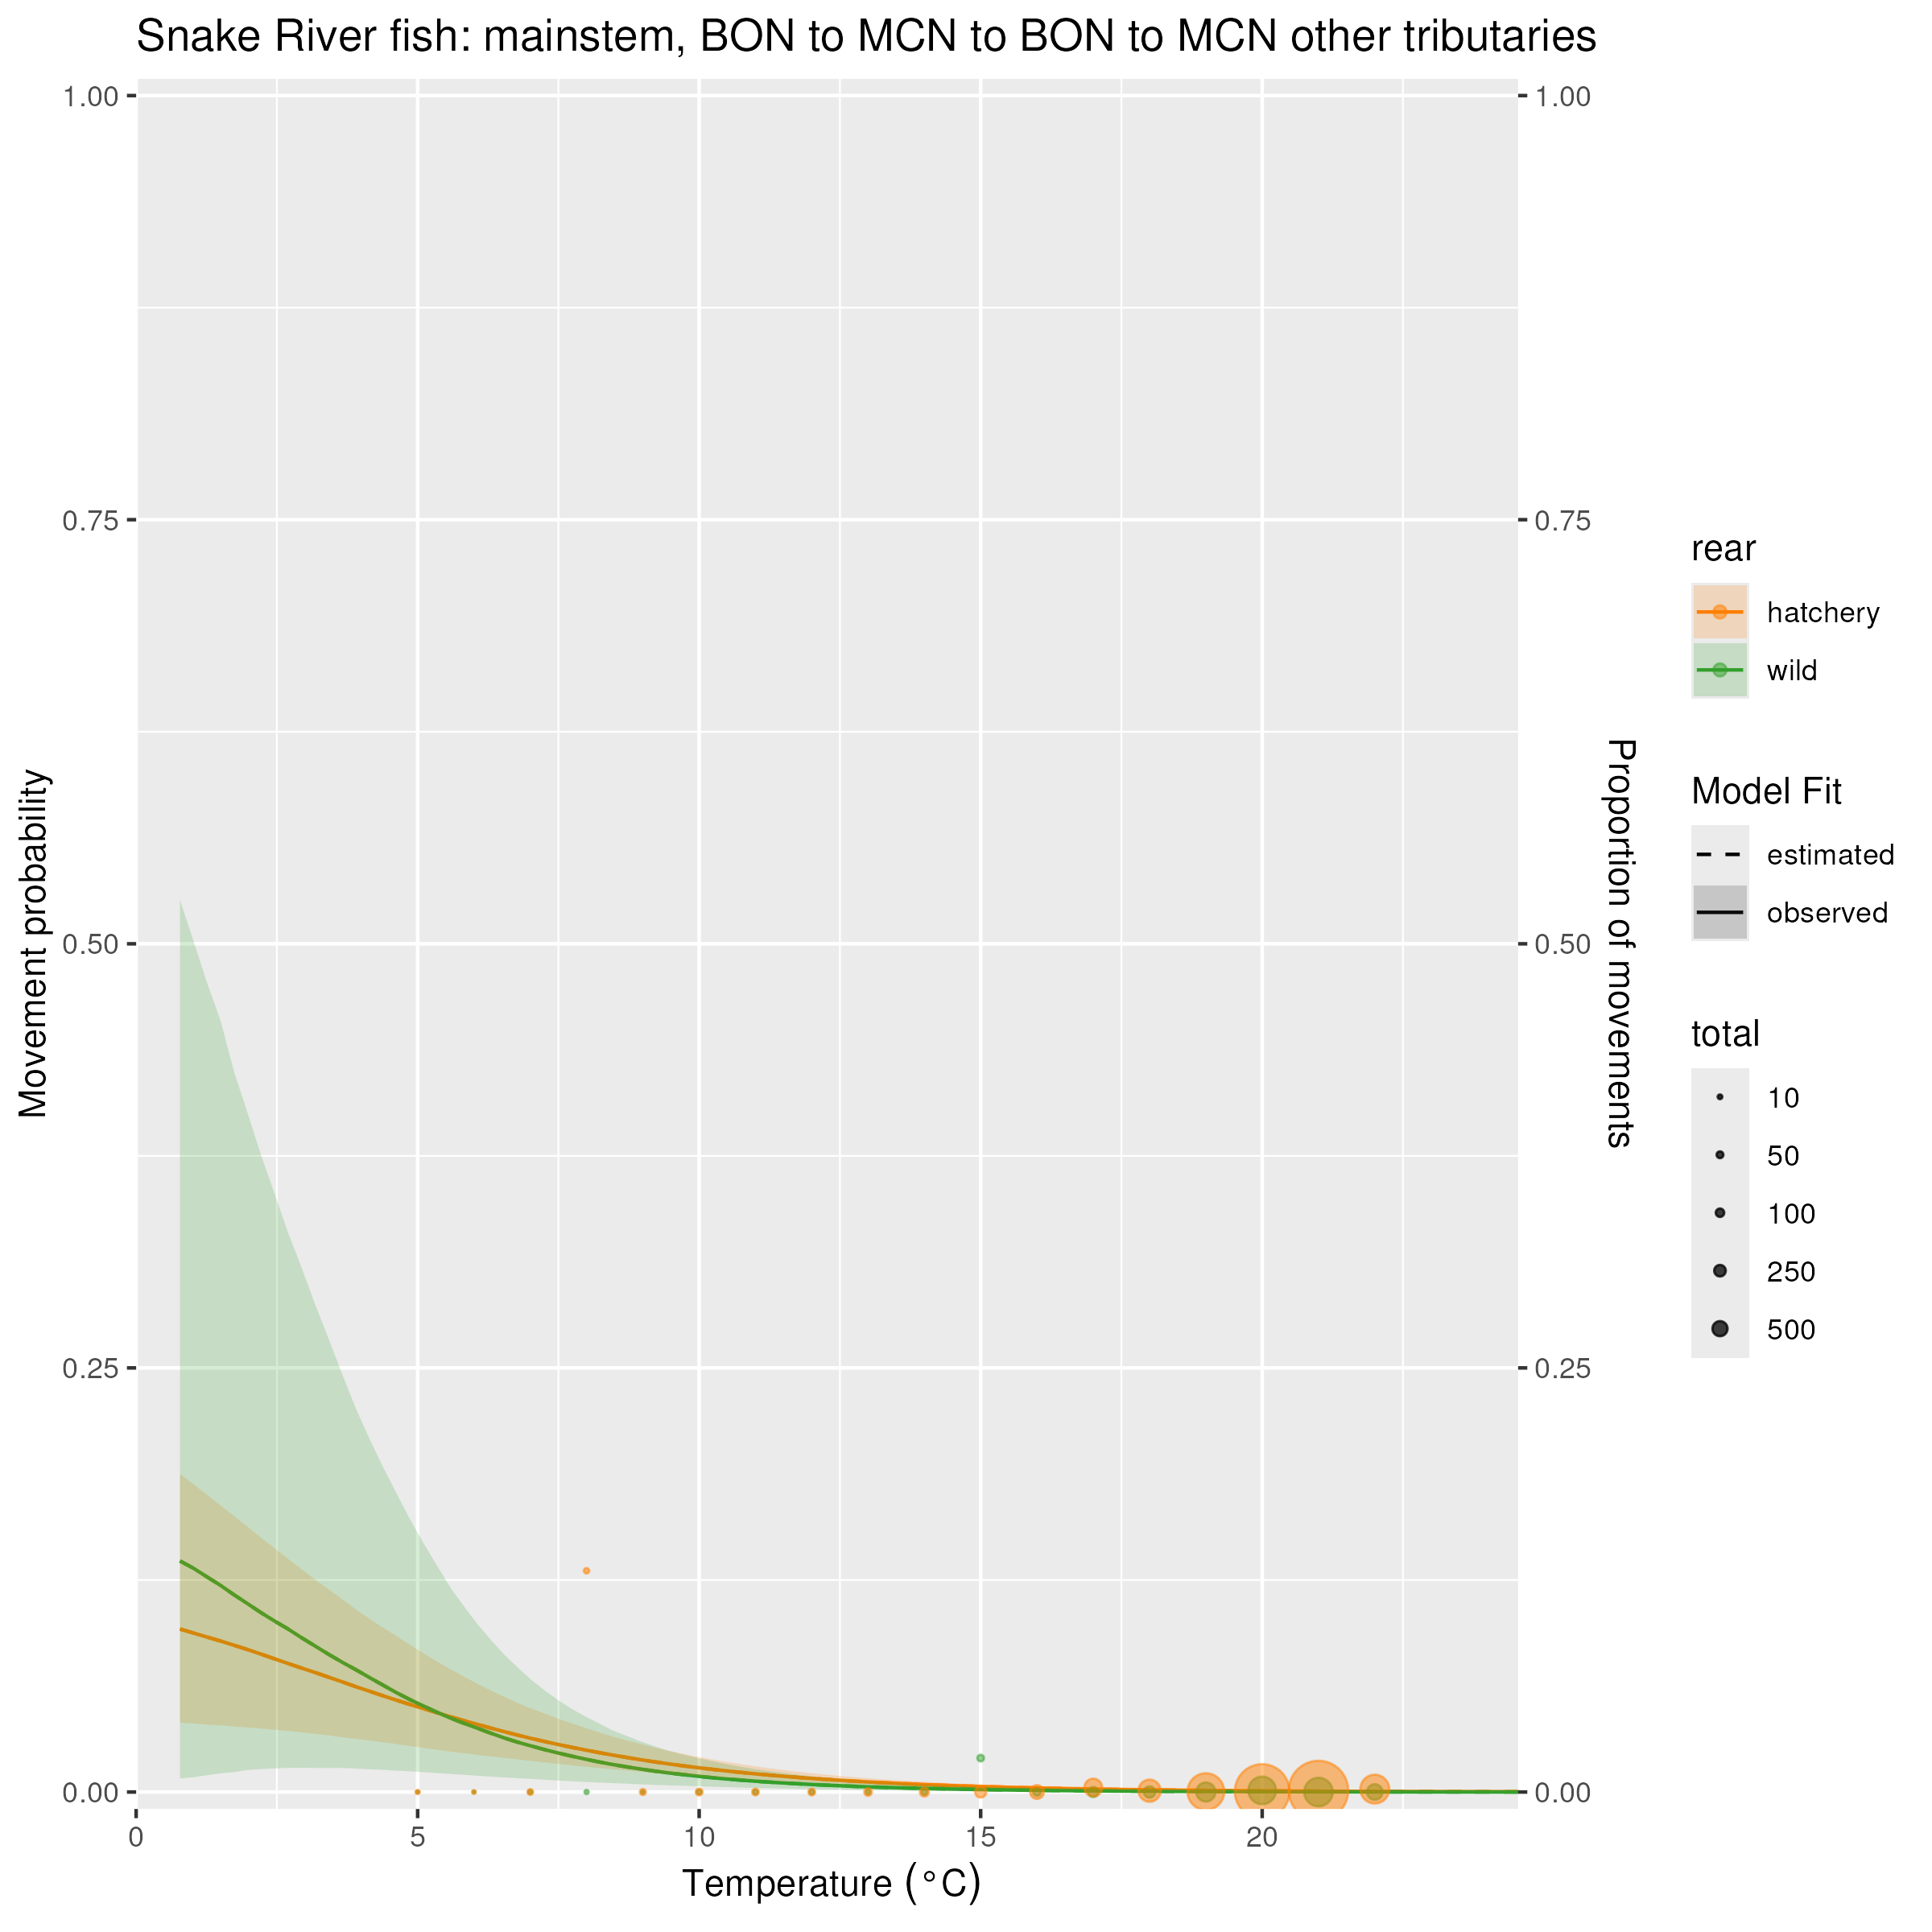 Snake River fish: mainstem, BON to MCN to BON to MCN other tributaries
1.00
0.75
0.50
0.25
0.00
Movement probability
0
5
10
15
20
Temperature (°C)
1.00
0.75
0.50
0.25
0.00
Proportion of movements
rear
hatchery
wild
Model Fit
estimated
observed
total
10
50
100
250
500